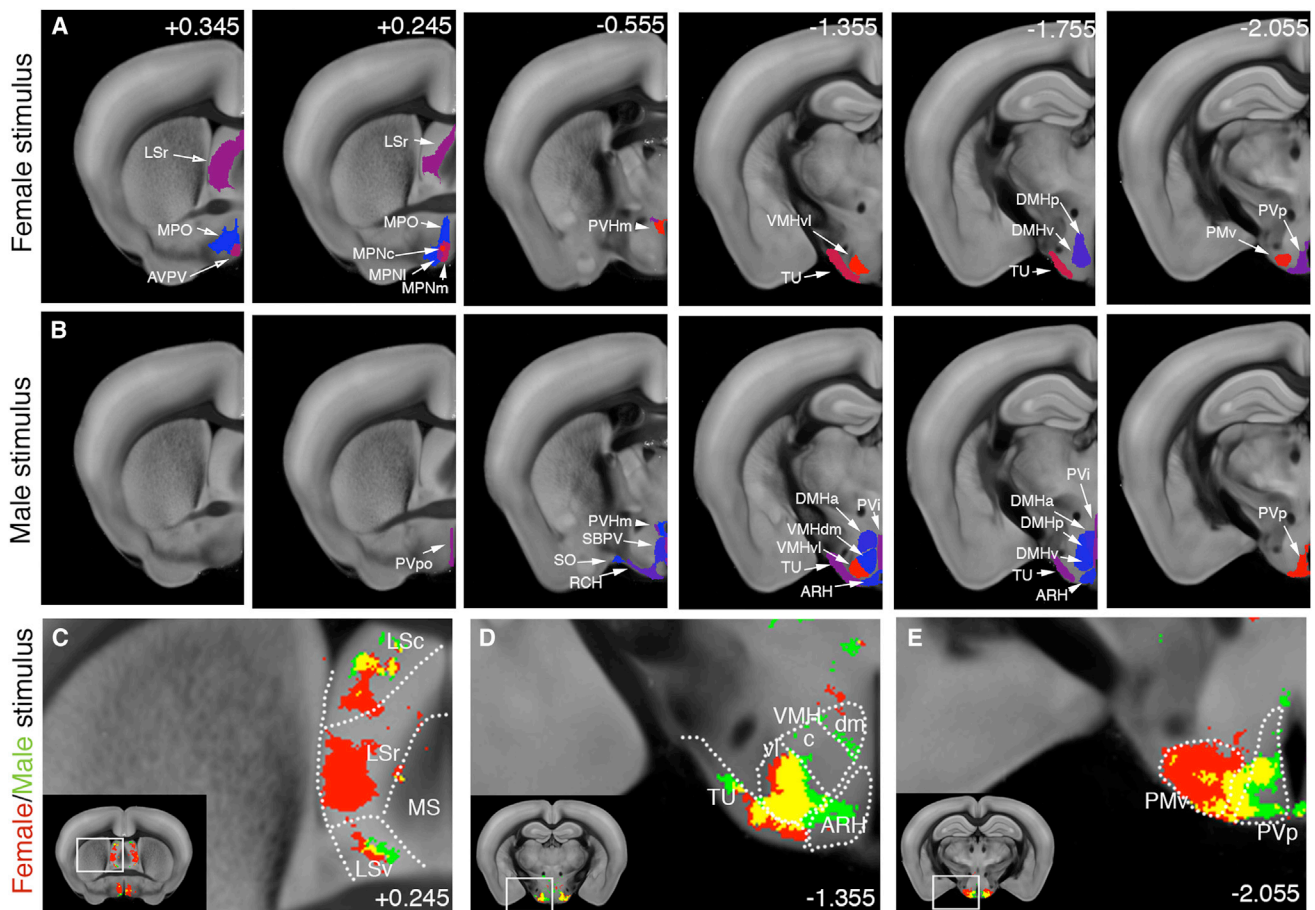 Female stimulus
A
+0.345
LSr
MPO
AVPV
+0.245
LSr
MPO
MPNc
MPNl
MPNm
-0.555
PVHm
-1.355
VMHvl
TU
-1.755
DMHp
DMHv
TU
-2.055
PVp
PMv
Male stimulus
B
PVpo
PVHm
SBPV
SO
RCH
DMHa
PVi
VMHdm
VMHvl
TU
ARH
PVi
DMHa
DMHp
DMHv
TU
ARH
PVp
Female/Male stimulus
C
LSc
LSr
MS
LSv
+0.245
D
VMH
dm
c
vl
TU
ARH
-1.355
E
PMv
PVp
-2.055